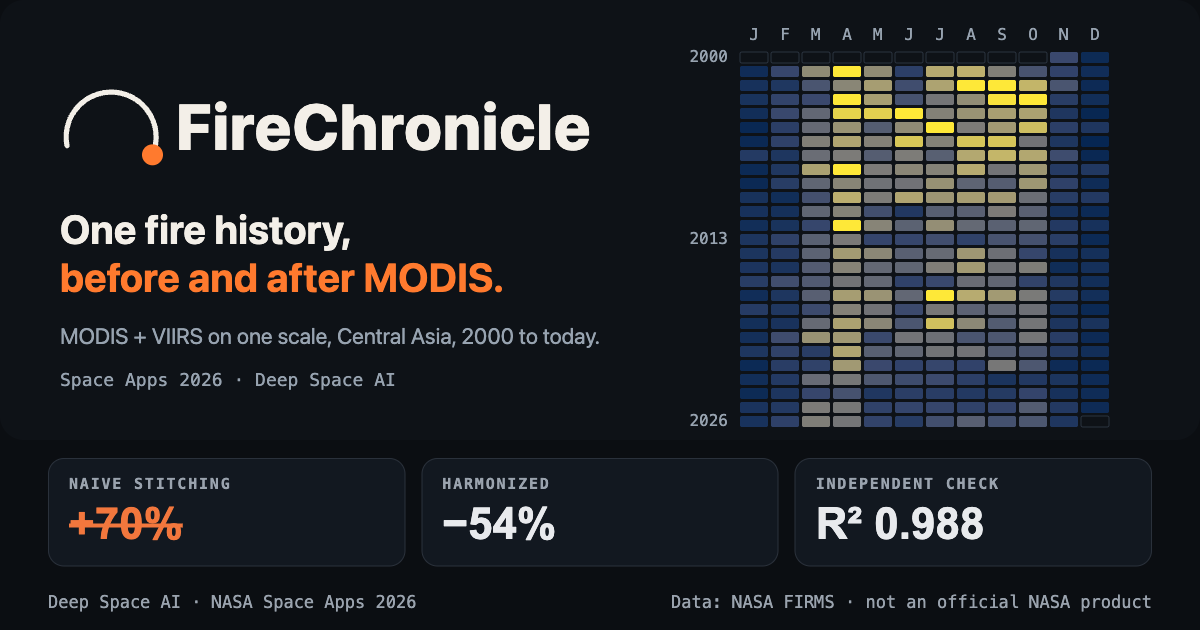 J F M A M J J A S O N D
2000
FireChronicle
One fire history,
before and after MODIS.
2013
MODIS + VIIRS on one scale, Central Asia, 2000 to today.
Space Apps 2026 · Deep Space AI
2026
NAIVE STITCHING
+70%
HARMONIZED
−54%
INDEPENDENT CHECK
R² 0.988
Deep Space AI · NASA Space Apps 2026
Data: NASA FIRMS · not an official NASA product